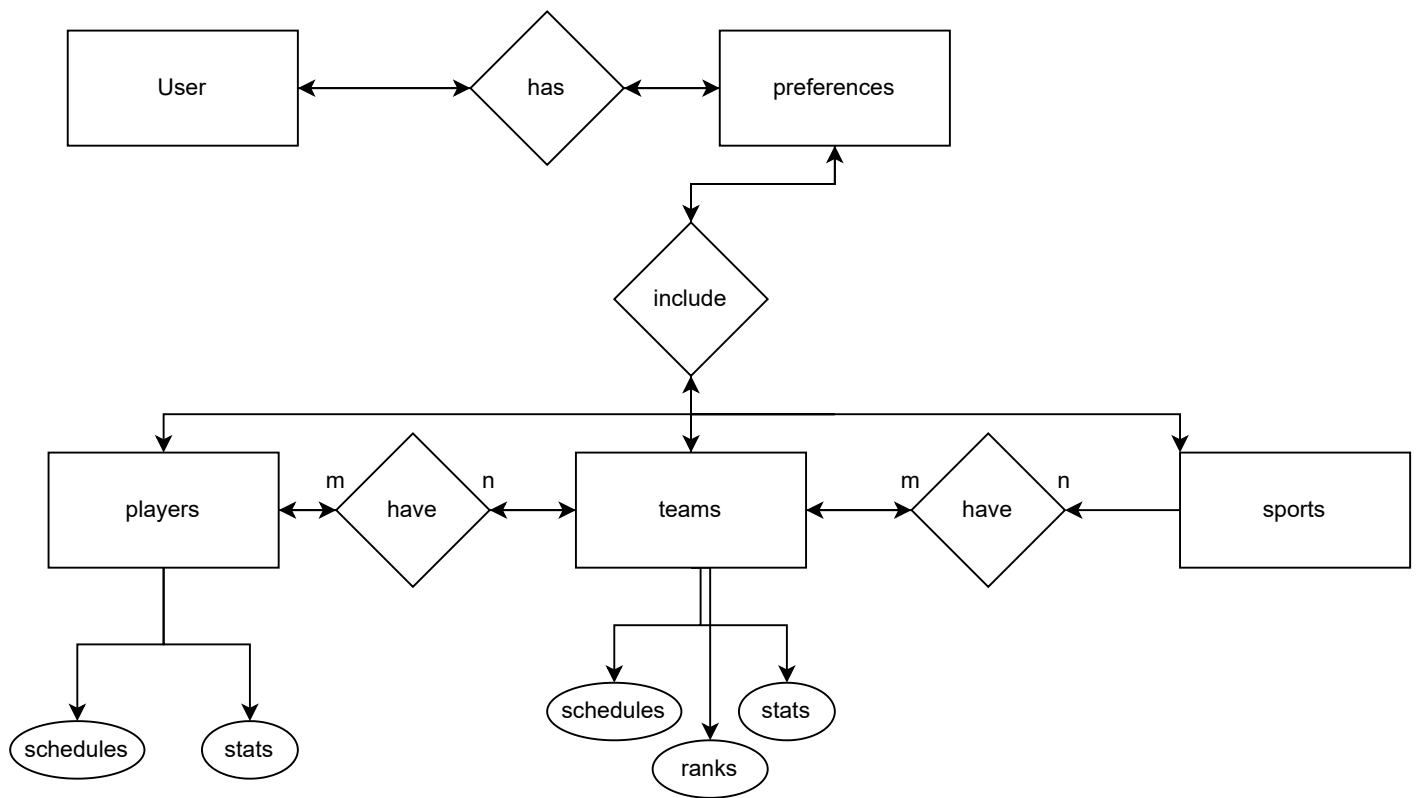 User
has
preferences
include
m
n
m
n
players
have
teams
have
sports
schedules
stats
schedules
stats
ranks